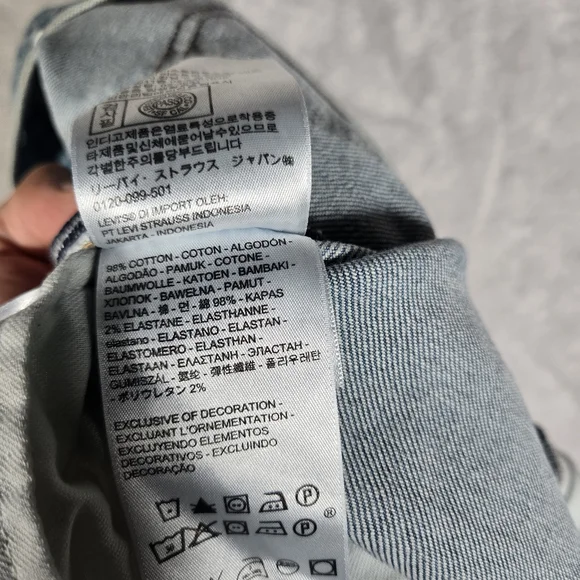 인디고제품은염료특성으로착용중
타제품및신체에묻어날수있으므로
각별한주의를당부드립니다
リーバイ・ストラウス ジャパン㈱
0120-099-501
LEVI'S® DI IMPORT OLEH:
PT LEVI STRAUSS INDONESIA
JAKARTA - INDONESIA
98% COTTON - COTON - ALGODÓN -
ALGODÃO - PAMUK - COTONE -
BAUMWOLLE - KATOEN - BAMBAKI -
ХЛОПОК - BAWEŁNA - PAMUT -
BAVLNA - 棉 - 면 - 綿 98% - KAPAS
2% ELASTANE - ELASTHANNE -
elastano - ELASTANO - ELASTAN -
ELASTOMERO - ELASTHAN -
ELASTAAN - ΕΛΑΣΤΑΝΗ - ЭЛАСТАН -
GUMISZÁL - 氨纶 - 彈性纖維 - 폴리우레탄
- ポリウレタン 2%
EXCLUSIVE OF DECORATION -
EXCLUANT L'ORNEMENTATION -
EXCLUYENDO ELEMENTOS
DECORATIVOS - EXCLUINDO
DECORAÇÃO
P
®
P